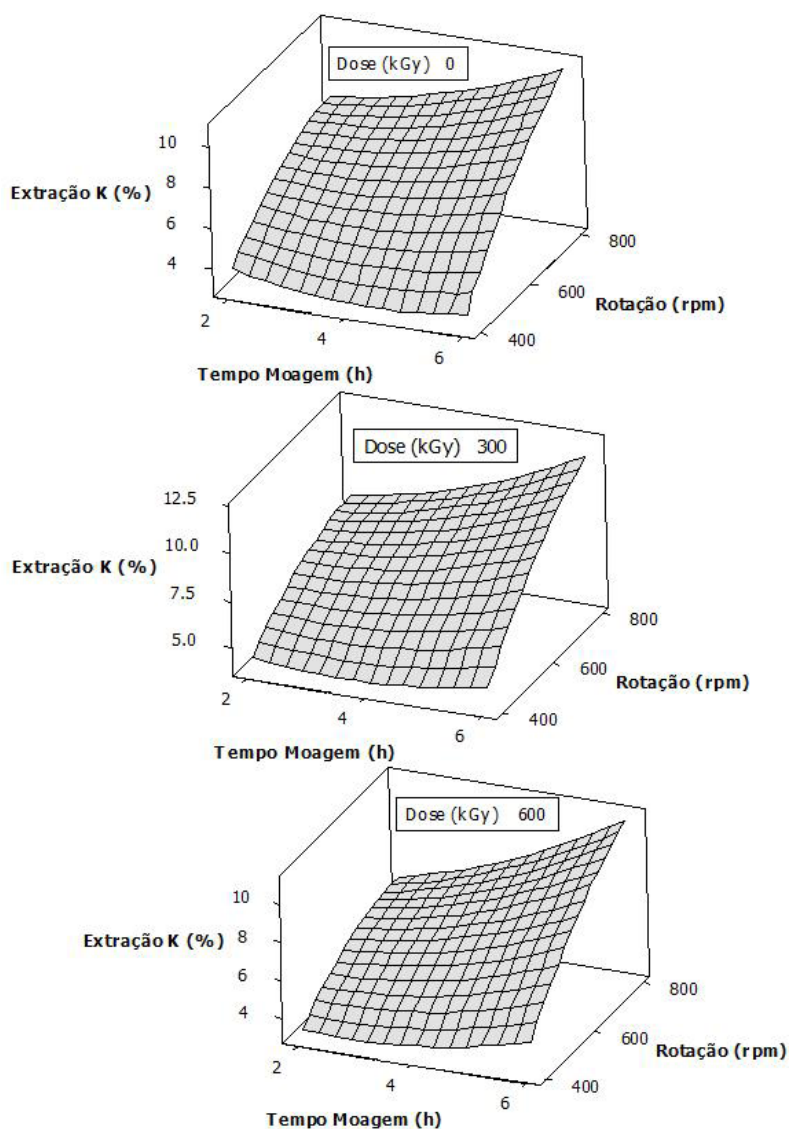 Dose (kGy) 0
10
8
Extração K (%)
6
4
2
4
6
Tempo Moagem (h)
400
600
800
Rotação (rpm)
Dose (kGy) 300
12.5
10.0
Extração K (%)
7.5
5.0
2
4
6
Tempo Moagem (h)
400
600
800
Rotação (rpm)
Dose (kGy) 600
10
Extração K (%)
8
6
4
2
4
6
Tempo Moagem (h)
400
600
800
Rotação (rpm)